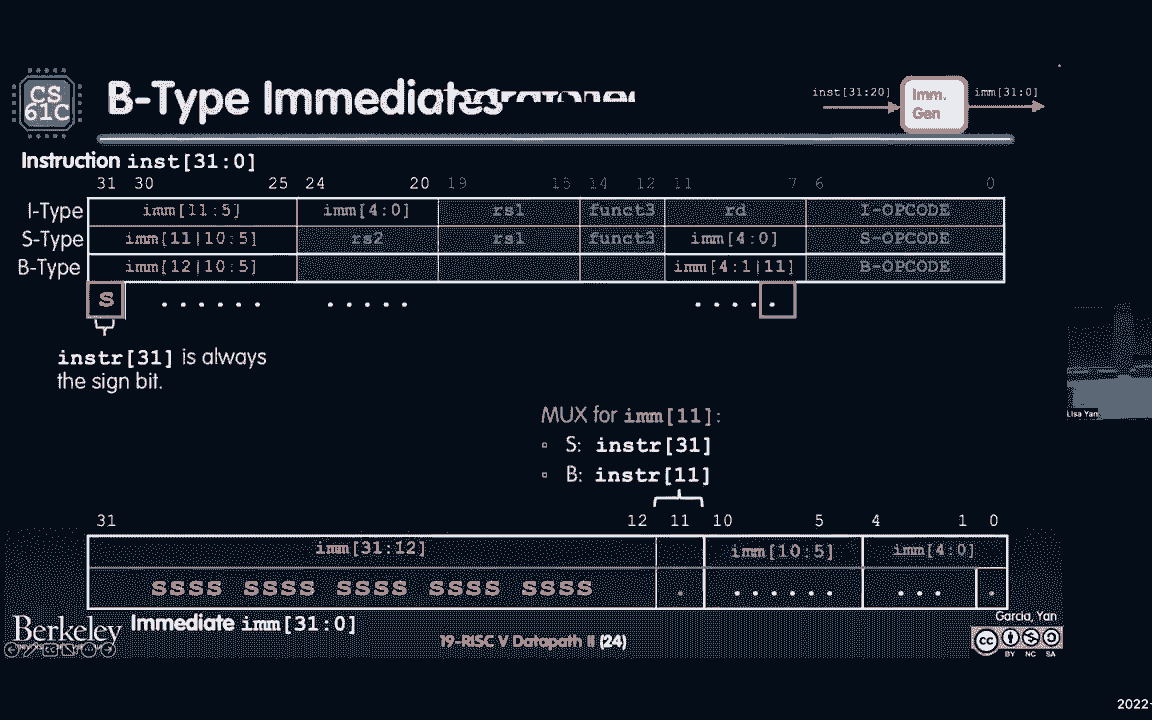 CS
61C
B-Type Immediates
inst[31:20]
Imm.
Gen
imm[31:0]
Instruction inst[31:0]
31 30 25 24 20 19 15 14 12 11 7 6 0
I-Type imm[11:5] imm[4:0] rs1 funct3 rd I-OPCODE
S-Type imm[11|10:5] rs2 rs1 funct3 imm[4:0] S-OPCODE
B-Type imm[12|10:5] imm[4:1|11] B-OPCODE
S
instr[31] is always
the sign bit.
MUX for imm[11]:
▫ S: instr[31]
▫ B: instr[11]
31 12 11 10 5 4 1 0
imm[31:12] imm[10:5] imm[4:0]
SSSS SSSS SSSS SSSS SSSS
Immediate imm[31:0]
Berkeley
19-RISC V Datapath II (24)
Garcia, Yan
cc
BY NC SA
Lisa Yan
2022-